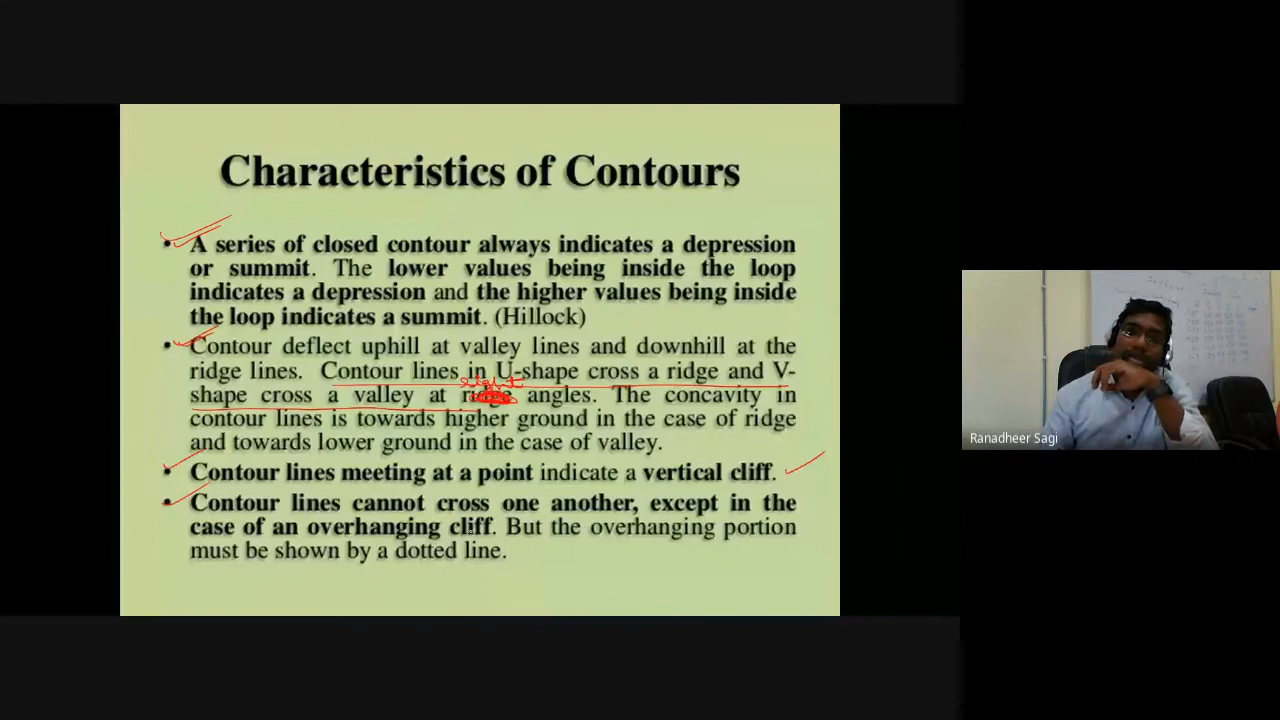 Characteristics of Contours
• A series of closed contour always indicates a depression
or summit. The lower values being inside the loop
indicates a depression and the higher values being inside
the loop indicates a summit. (Hillock)
• Contour deflect uphill at valley lines and downhill at the
ridge lines. Contour lines in U-shape cross a ridge and V-
right
shape cross a valley at ridge angles. The concavity in
contour lines is towards higher ground in the case of ridge
and towards lower ground in the case of valley.
• Contour lines meeting at a point indicate a vertical cliff.
• Contour lines cannot cross one another, except in the
case of an overhanging cliff. But the overhanging portion
must be shown by a dotted line.
Ranadheer Sagi